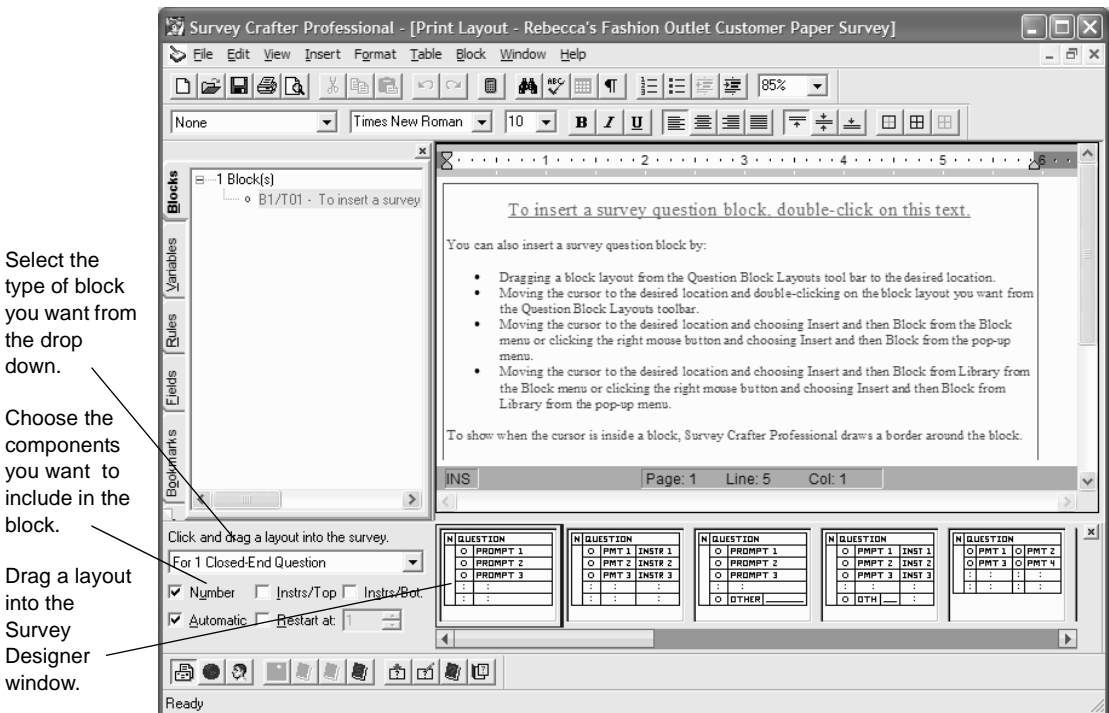 Survey Crafter Professional - [Print Layout - Rebecca's Fashion Outlet Customer Paper Survey]
File Edit View Insert Format Table Block Window Help
85%
None
Times New Roman
10
B I U
Blocks
Variables
Rules
Fields
Bookmarks
1 Block(s)
B1/T01 - To insert a survey
1 2 3 4 5 6
To insert a survey question block, double-click on this text.
You can also insert a survey question block by:
• Dragging a block layout from the Question Block Layouts tool bar to the desired location.
• Moving the cursor to the desired location and double-clicking on the block layout you want from
the Question Block Layouts toolbar.
• Moving the cursor to the desired location and choosing Insert and then Block from the Block
menu or clicking the right mouse button and choosing Insert and then Block from the pop-up
menu.
• Moving the cursor to the desired location and choosing Insert and then Block from Library from
the Block menu or clicking the right mouse button and choosing Insert and then Block from
Library from the pop-up menu.
To show when the cursor is inside a block, Survey Crafter Professional draws a border around the block.
INS Page: 1 Line: 5 Col: 1
Select the
type of block
you want from
the drop
down.
Choose the
components
you want to
include in the
block.
Drag a layout
into the
Survey
Designer
window.
Click and drag a layout into the survey.
For 1 Closed-End Question
Number Instrs/Top Instrs/Bot.
Automatic Restart at: 1
N QUESTION
O PROMPT 1
O PROMPT 2
O PROMPT 3
: :
N QUESTION
O PMT 1 INSTR 1
O PMT 2 INSTR 2
O PMT 3 INSTR 3
: : :
N QUESTION
O PROMPT 1
O PROMPT 2
O PROMPT 3
: :
O OTHER ____
N QUESTION
O PMPT 1 INST 1
O PMPT 2 INST 2
O PMPT 3 INST 3
: : :
O OTH __ :
N QUESTION
O PMT 1 O PMT 2
O PMT 3 O PMT 4
: : : :
Ready